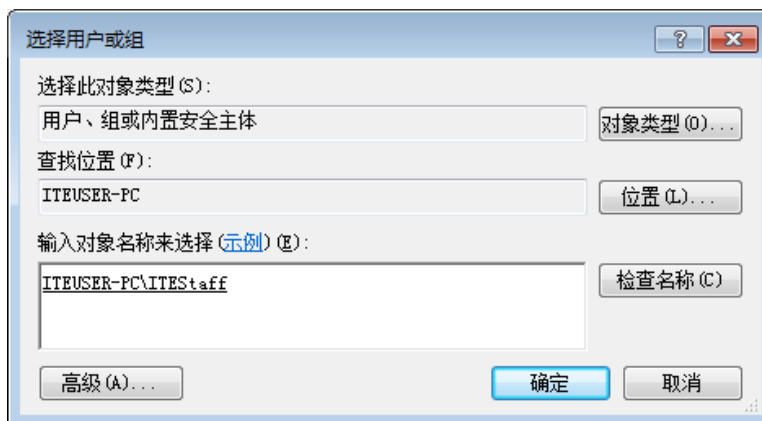 选择用户或组
选择此对象类型(S):
用户、组或内置安全主体
对象类型(O)...
查找位置(F):
ITEUSER-PC
位置(L)...
输入对象名称来选择(示例)(E):
ITEUSER-PC\ITEStaff
检查名称(C)
高级(A)...
确定
取消